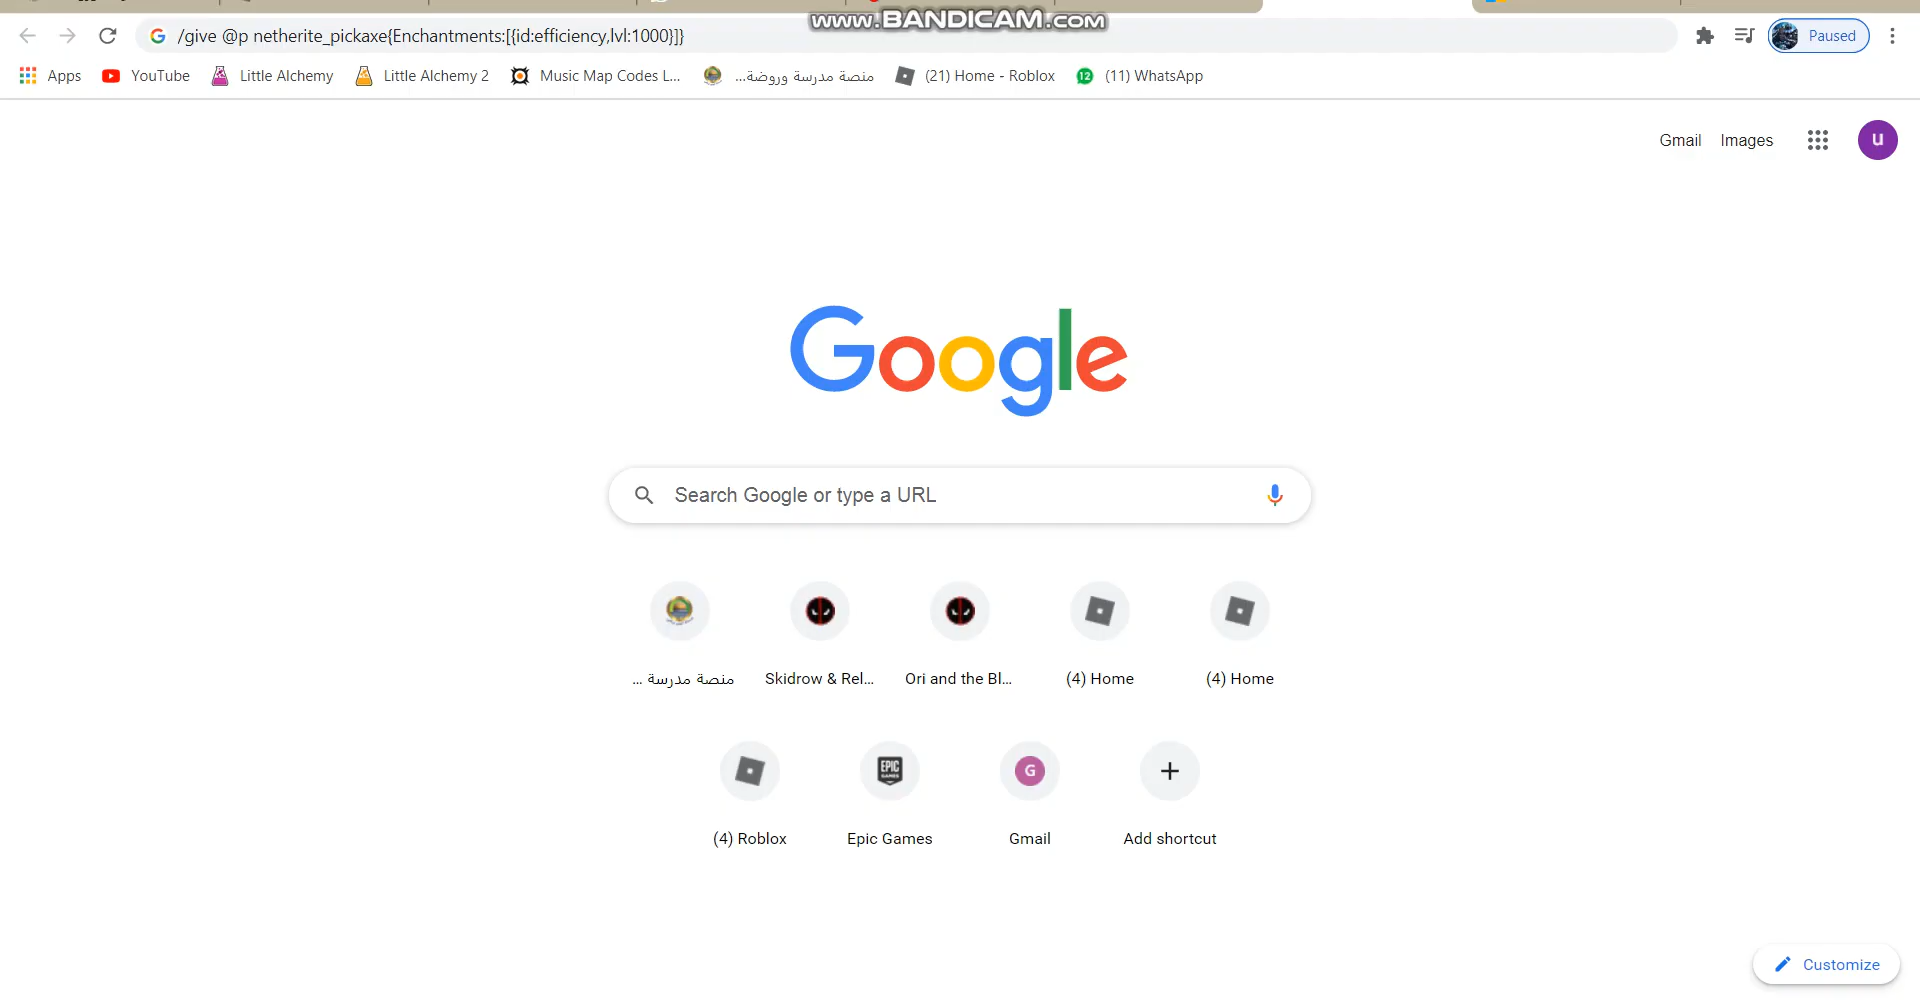 www.BANDICAM.com
/give @p netherite_pickaxe{Enchantments:[{id:efficiency,lvl:1000}]}
Paused
Apps
YouTube
Little Alchemy
Little Alchemy 2
Music Map Codes L...
منصة مدرسة وروضة...
(21) Home - Roblox
12
(11) WhatsApp
Gmail
Images
u
Google
Search Google or type a URL
منصة مدرسة ...
Skidrow & Rel...
Ori and the Bl...
(4) Home
(4) Home
EPIC GAMES
G
(4) Roblox
Epic Games
Gmail
Add shortcut
Customize